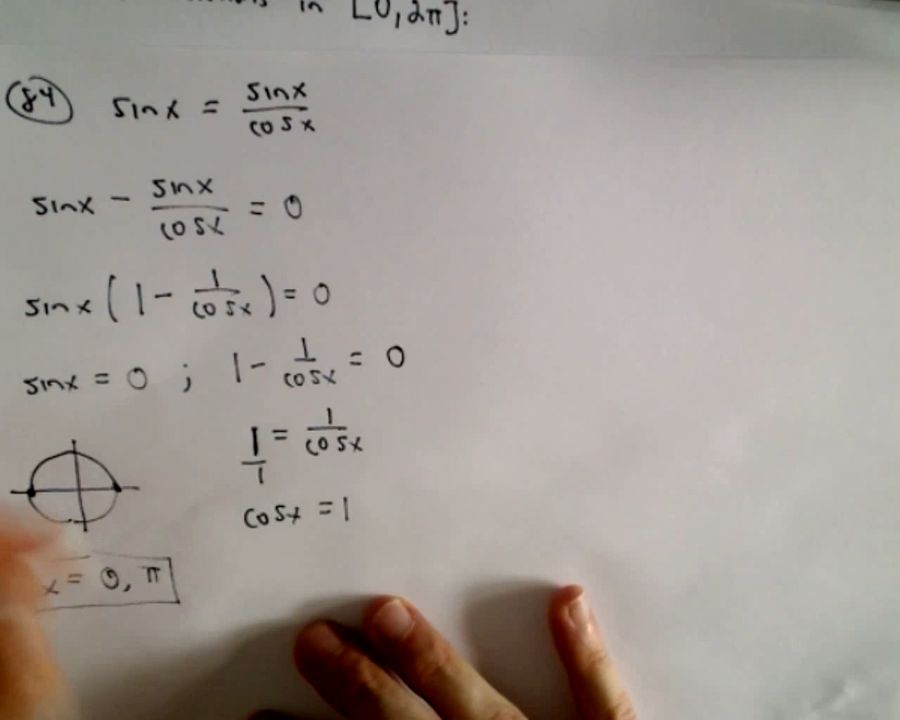 in [0, 2π]:
84 sinx = sinx/cosx
sinx - sinx/cosx = 0
sinx (1 - 1/cosx) = 0
sinx = 0 ; 1 - 1/cosx = 0
1/1 = 1/cosx
cosx = 1
x = 0, π